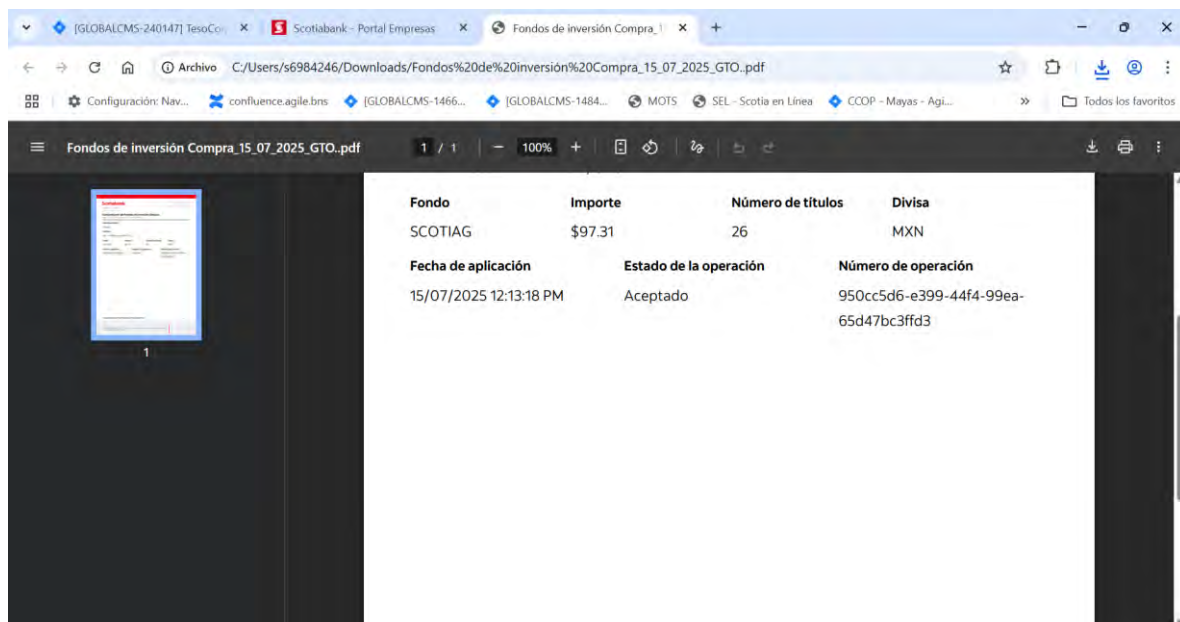 [GLOBALCMS-240147] TesoCo
Scotiabank - Portal Empresas
Fondos de inversión Compra_1
Archivo C:/Users/s6984246/Downloads/Fondos%20de%20inversión%20Compra_15_07_2025_GTO..pdf
Configuración: Nav... confluence.agile.bns [GLOBALCMS-1466... [GLOBALCMS-1484... MOTS SEL - Scotia en Línea CCOP - Mayas - Agi... » Todos los favoritos
Fondos de inversión Compra_15_07_2025_GTO..pdf 1 / 1 100%
Fondo Importe Número de títulos Divisa
SCOTIAG $97.31 26 MXN
Fecha de aplicación Estado de la operación Número de operación
15/07/2025 12:13:18 PM Aceptado 950cc5d6-e399-44f4-99ea-
65d47bc3ffd3
1